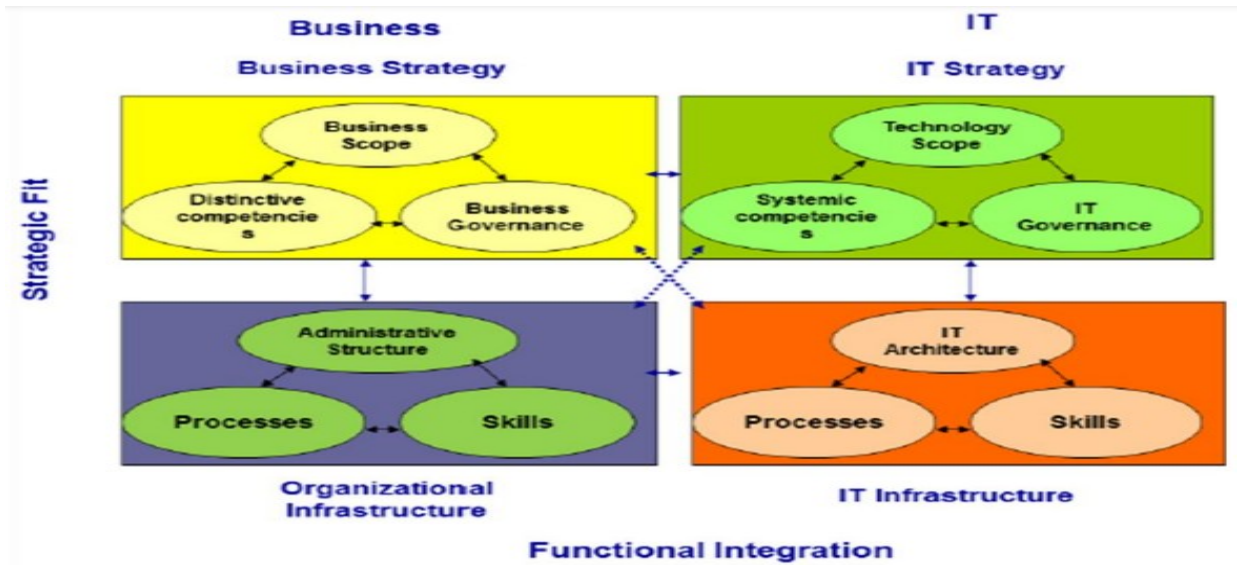 Business
IT
Business Strategy
IT Strategy
Strategic Fit
Business
Scope
Distinctive
competencie
s
Business
Governance
Technology
Scope
Systemic
competencie
s
IT
Governance
Administrative
Structure
Processes
Skills
IT
Architecture
Processes
Skills
Organizational
Infrastructure
IT Infrastructure
Functional Integration